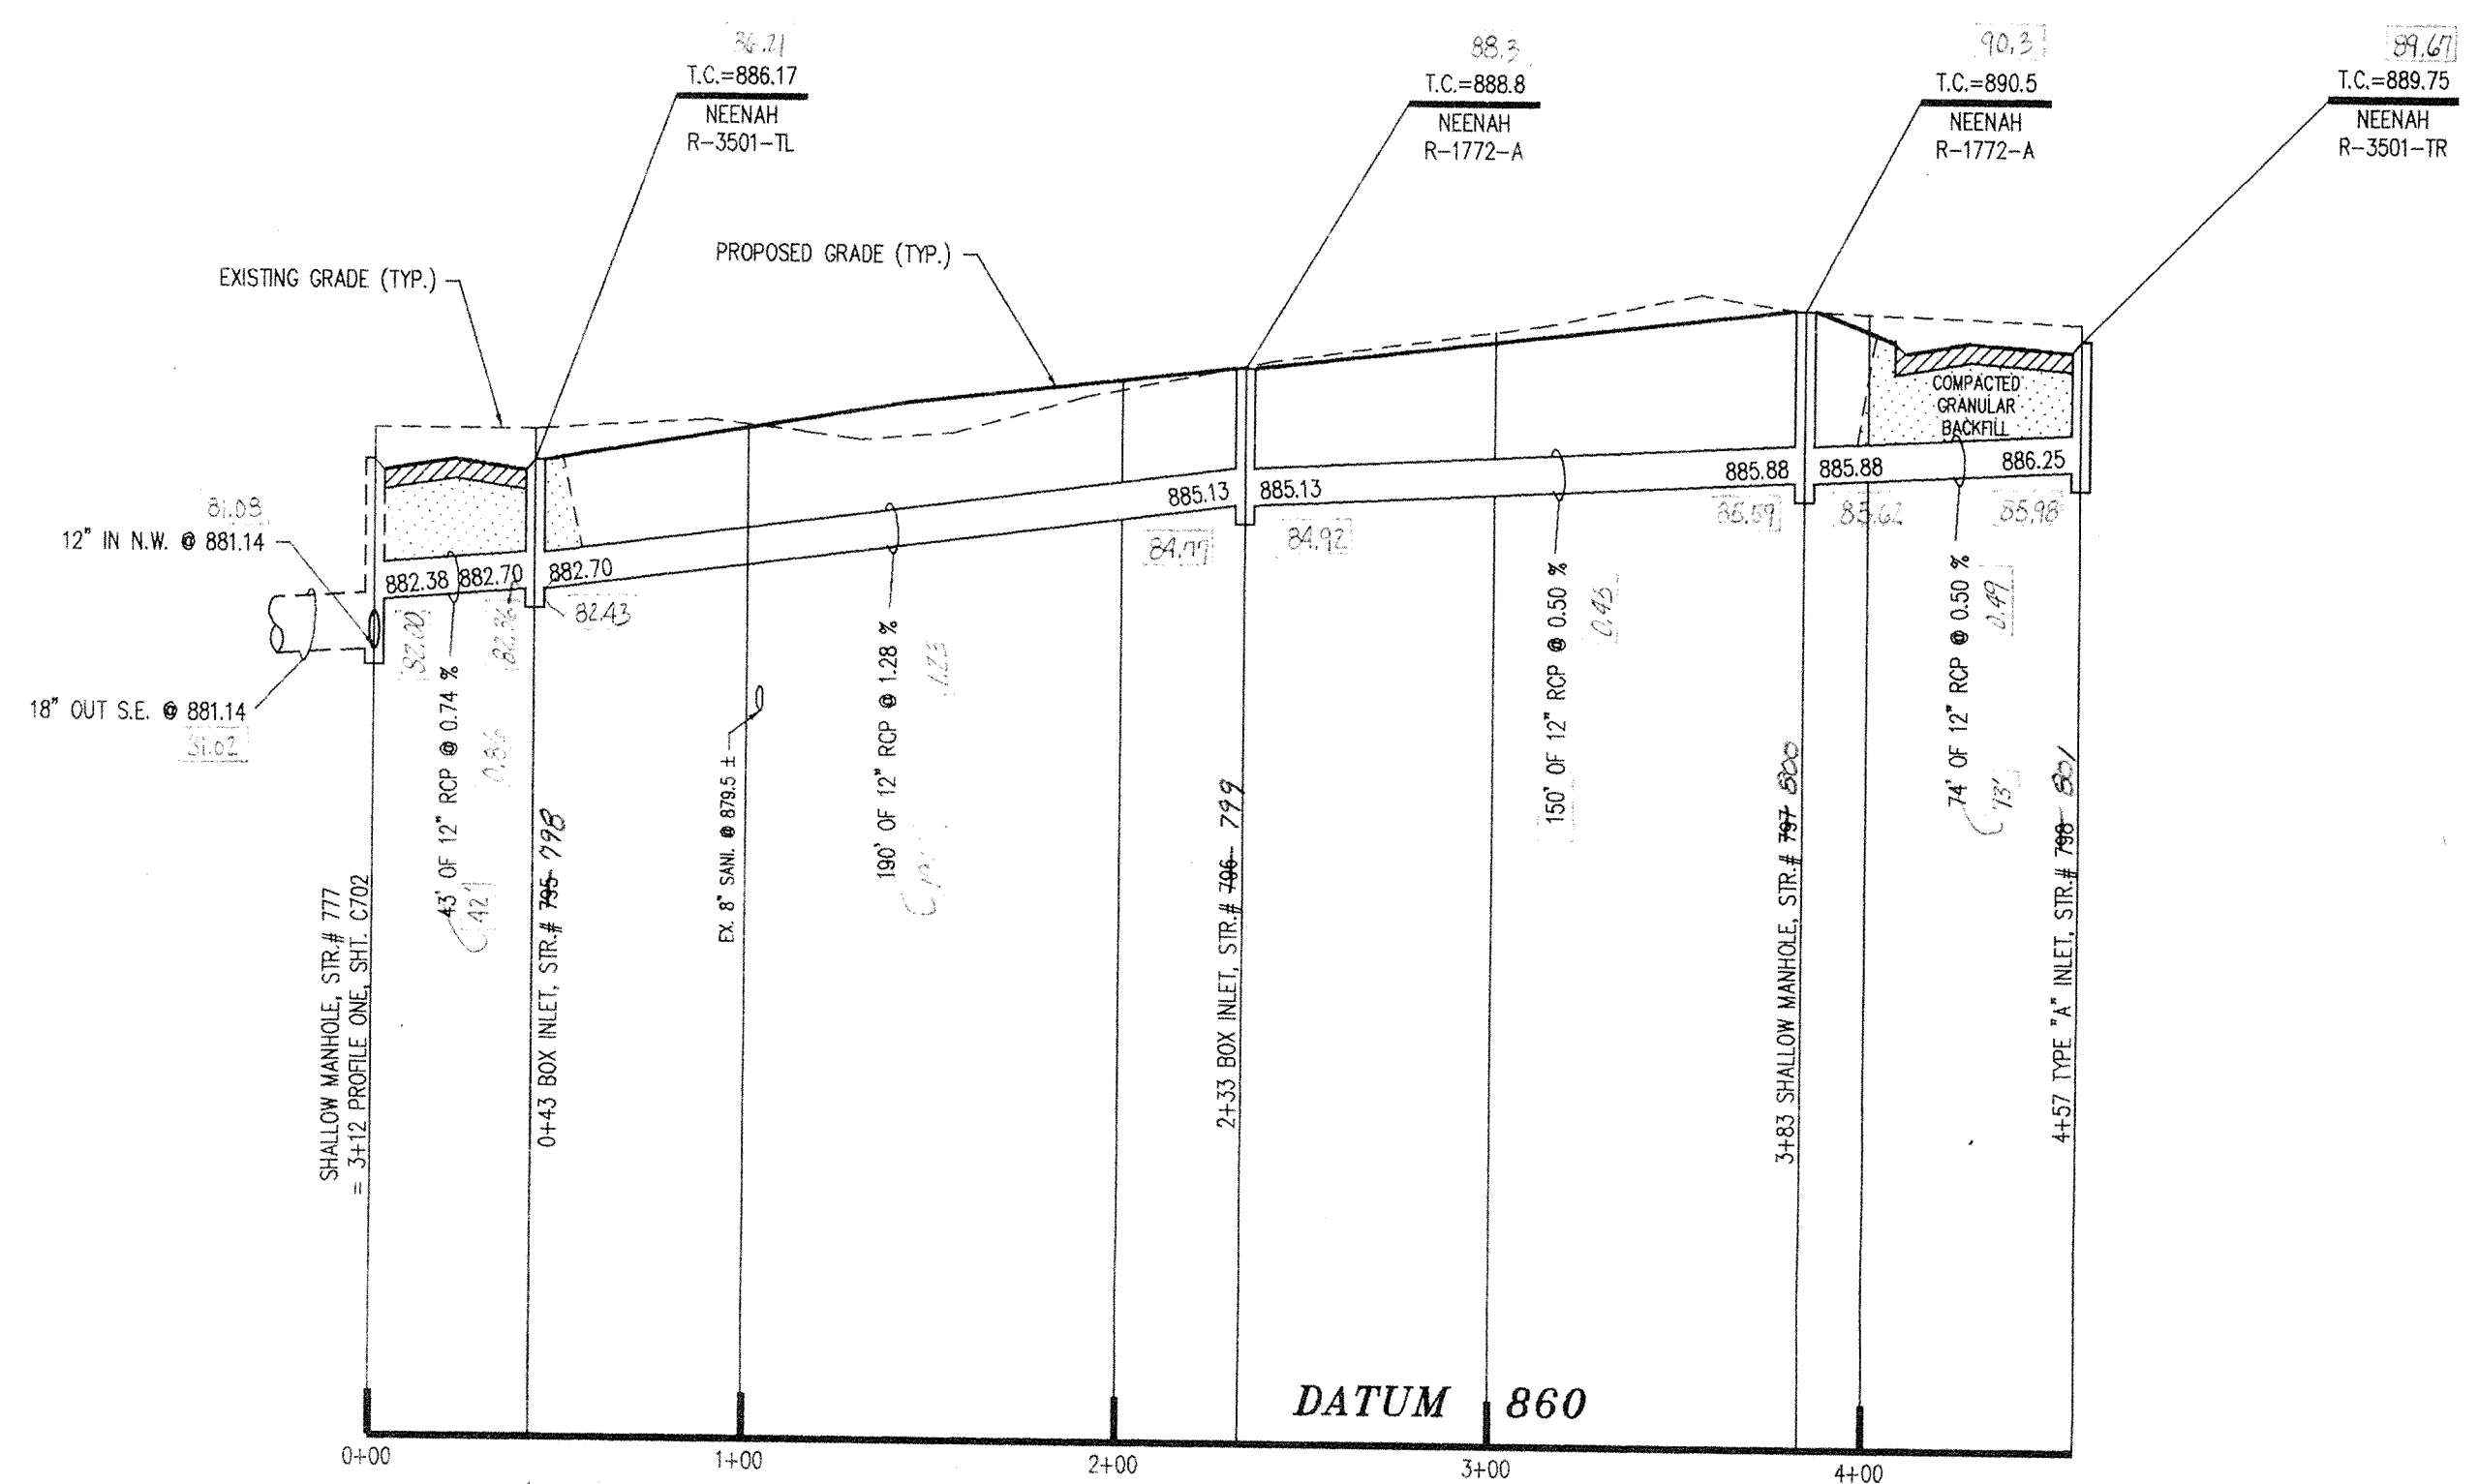 86.21
T.C.=886.17
NEENAH
R-3501-TL
88.3
T.C.=888.8
NEENAH
R-1772-A
90.3
T.C.=890.5
NEENAH
R-1772-A
89.67
T.C.=889.75
NEENAH
R-3501-TR
PROPOSED GRADE (TYP.)
EXISTING GRADE (TYP.)
COMPACTED
GRANULAR
BACKFILL
81.08
12" IN N.W. @ 881.14
18" OUT S.E. @ 881.14
81.02
882.38
882.70
882.70
82.00
82.36
82.43
885.13
885.13
84.77
84.92
885.88
885.88
85.59
85.62
886.25
85.98
43' OF 12" RCP @ 0.74 %
42'
0.86
EX. 8" SANI. @ 879.5 ±
190' OF 12" RCP @ 1.28 %
1.23
150' OF 12" RCP @ 0.50 %
0.45
74' OF 12" RCP @ 0.50 %
73'
0.49
SHALLOW MANHOLE, STR.# 777
= 3+12 PROFILE ONE, SHT. C702
0+43 BOX INLET, STR.# 795 798
2+33 BOX INLET, STR.# 796 799
3+83 SHALLOW MANHOLE, STR.# 797 800
4+57 TYPE "A" INLET, STR.# 798 801
DATUM 860
0+00
1+00
2+00
3+00
4+00